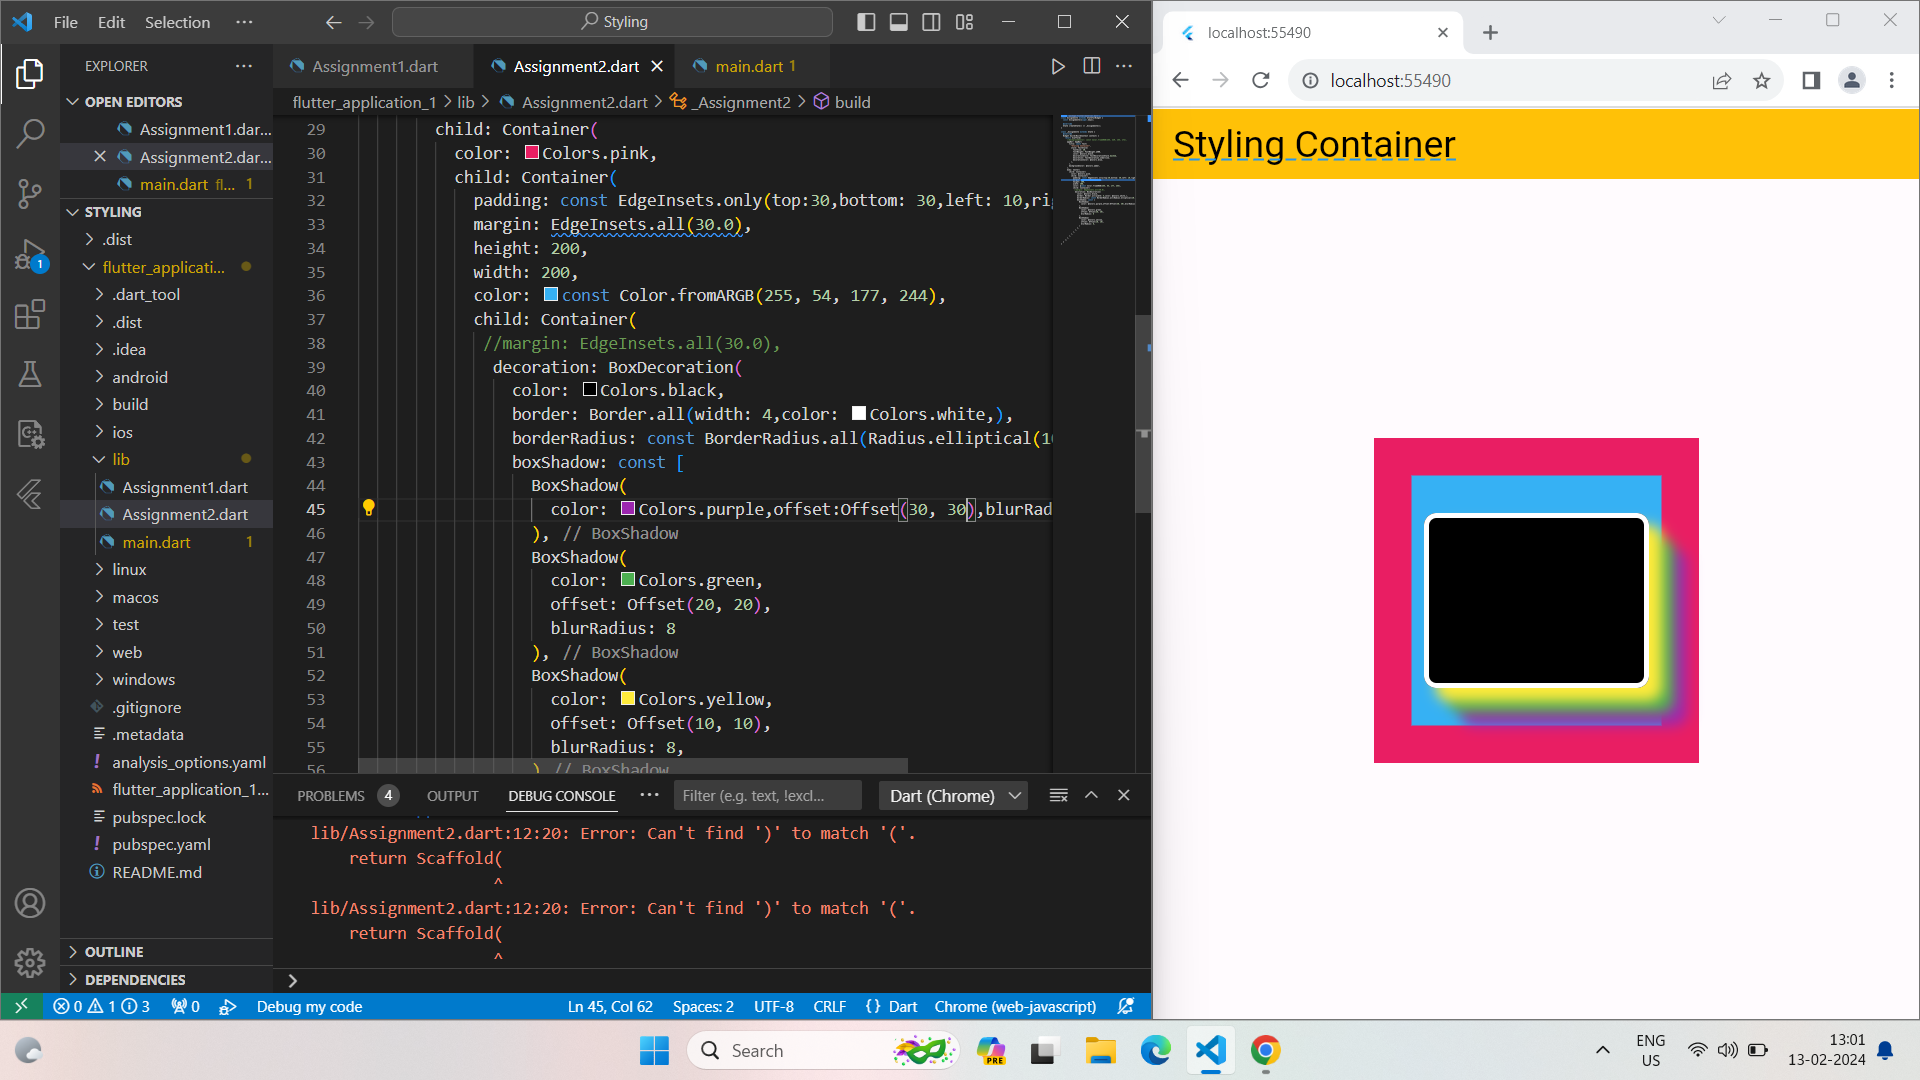 File Edit Selection ···
Styling
EXPLORER
OPEN EDITORS
Assignment1.dar...
Assignment2.dar...
main.dart fl... 1
STYLING
.dist
flutter_applicati...
.dart_tool
.dist
.idea
android
build
ios
lib
Assignment1.dart
Assignment2.dart
main.dart 1
linux
macos
test
web
windows
.gitignore
.metadata
analysis_options.yaml
flutter_application_1...
pubspec.lock
pubspec.yaml
README.md
OUTLINE
DEPENDENCIES
Assignment1.dart Assignment2.dart main.dart 1
flutter_application_1 > lib > Assignment2.dart > _Assignment2 > build
29 child: Container(
30 color: Colors.pink,
31 child: Container(
32 padding: const EdgeInsets.only(top:30,bottom: 30,left: 10,ri
33 margin: EdgeInsets.all(30.0),
34 height: 200,
35 width: 200,
36 color: const Color.fromARGB(255, 54, 177, 244),
37 child: Container(
38 //margin: EdgeInsets.all(30.0),
39 decoration: BoxDecoration(
40 color: Colors.black,
41 border: Border.all(width: 4,color: Colors.white,),
42 borderRadius: const BorderRadius.all(Radius.elliptical(10
43 boxShadow: const [
44 BoxShadow(
45 color: Colors.purple,offset:Offset(30, 30),blurRad
46 ), // BoxShadow
47 BoxShadow(
48 color: Colors.green,
49 offset: Offset(20, 20),
50 blurRadius: 8
51 ), // BoxShadow
52 BoxShadow(
53 color: Colors.yellow,
54 offset: Offset(10, 10),
55 blurRadius: 8,
56 ) // BoxShadow
PROBLEMS 4 OUTPUT DEBUG CONSOLE ··· Filter (e.g. text, !excl... Dart (Chrome)
lib/Assignment2.dart:12:20: Error: Can't find ')' to match '('.
return Scaffold(
^
lib/Assignment2.dart:12:20: Error: Can't find ')' to match '('.
return Scaffold(
^
>
0 1 3 0 Debug my code Ln 45, Col 62 Spaces: 2 UTF-8 CRLF {} Dart Chrome (web-javascript)
localhost:55490
localhost:55490
Styling Container
Search
PRE
ENG
US
13:01
13-02-2024